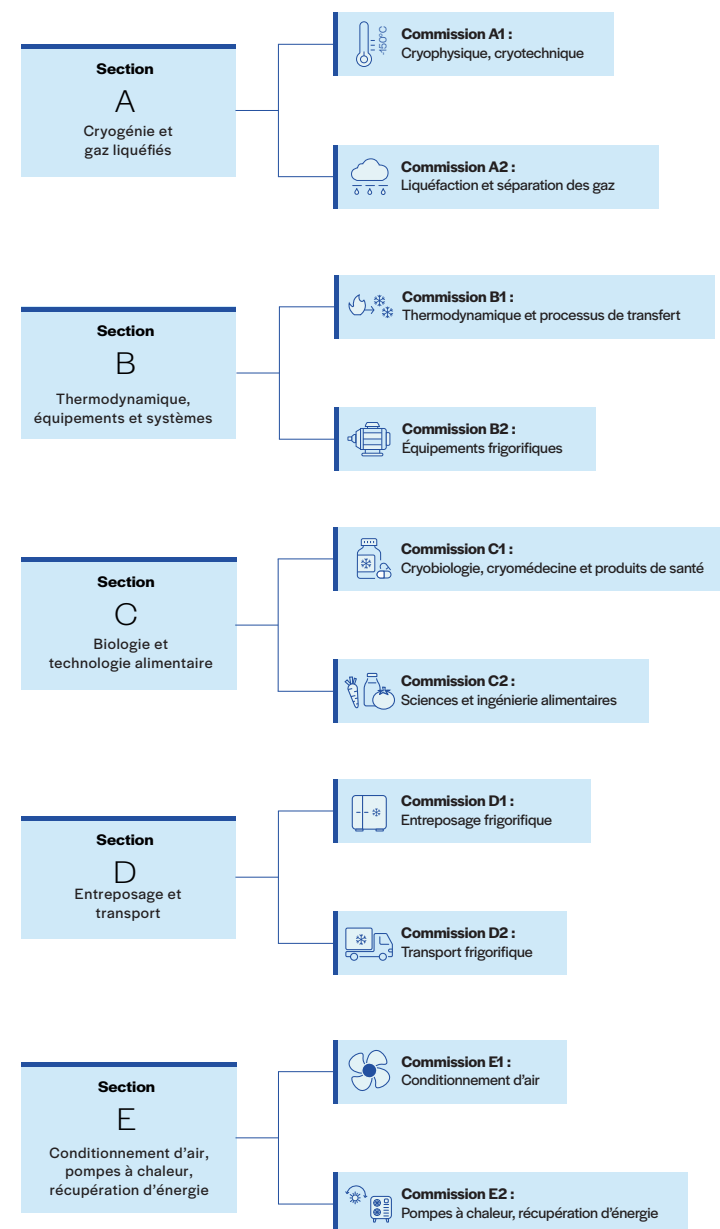 Section
A
Cryogénie et
gaz liquéfiés
-150°C
Commission A1 :
Cryophysique, cryotechnique
Commission A2 :
Liquéfaction et séparation des gaz
Section
B
Thermodynamique,
équipements et systèmes
Commission B1 :
Thermodynamique et processus de transfert
Commission B2 :
Équipements frigorifiques
Section
C
Biologie et
technologie alimentaire
Commission C1 :
Cryobiologie, cryomédecine et produits de santé
Commission C2 :
Sciences et ingénierie alimentaires
Section
D
Entreposage et
transport
Commission D1 :
Entreposage frigorifique
Commission D2 :
Transport frigorifique
Section
E
Conditionnement d’air,
pompes à chaleur,
récupération d’énergie
Commission E1 :
Conditionnement d’air
Commission E2 :
Pompes à chaleur, récupération d’énergie